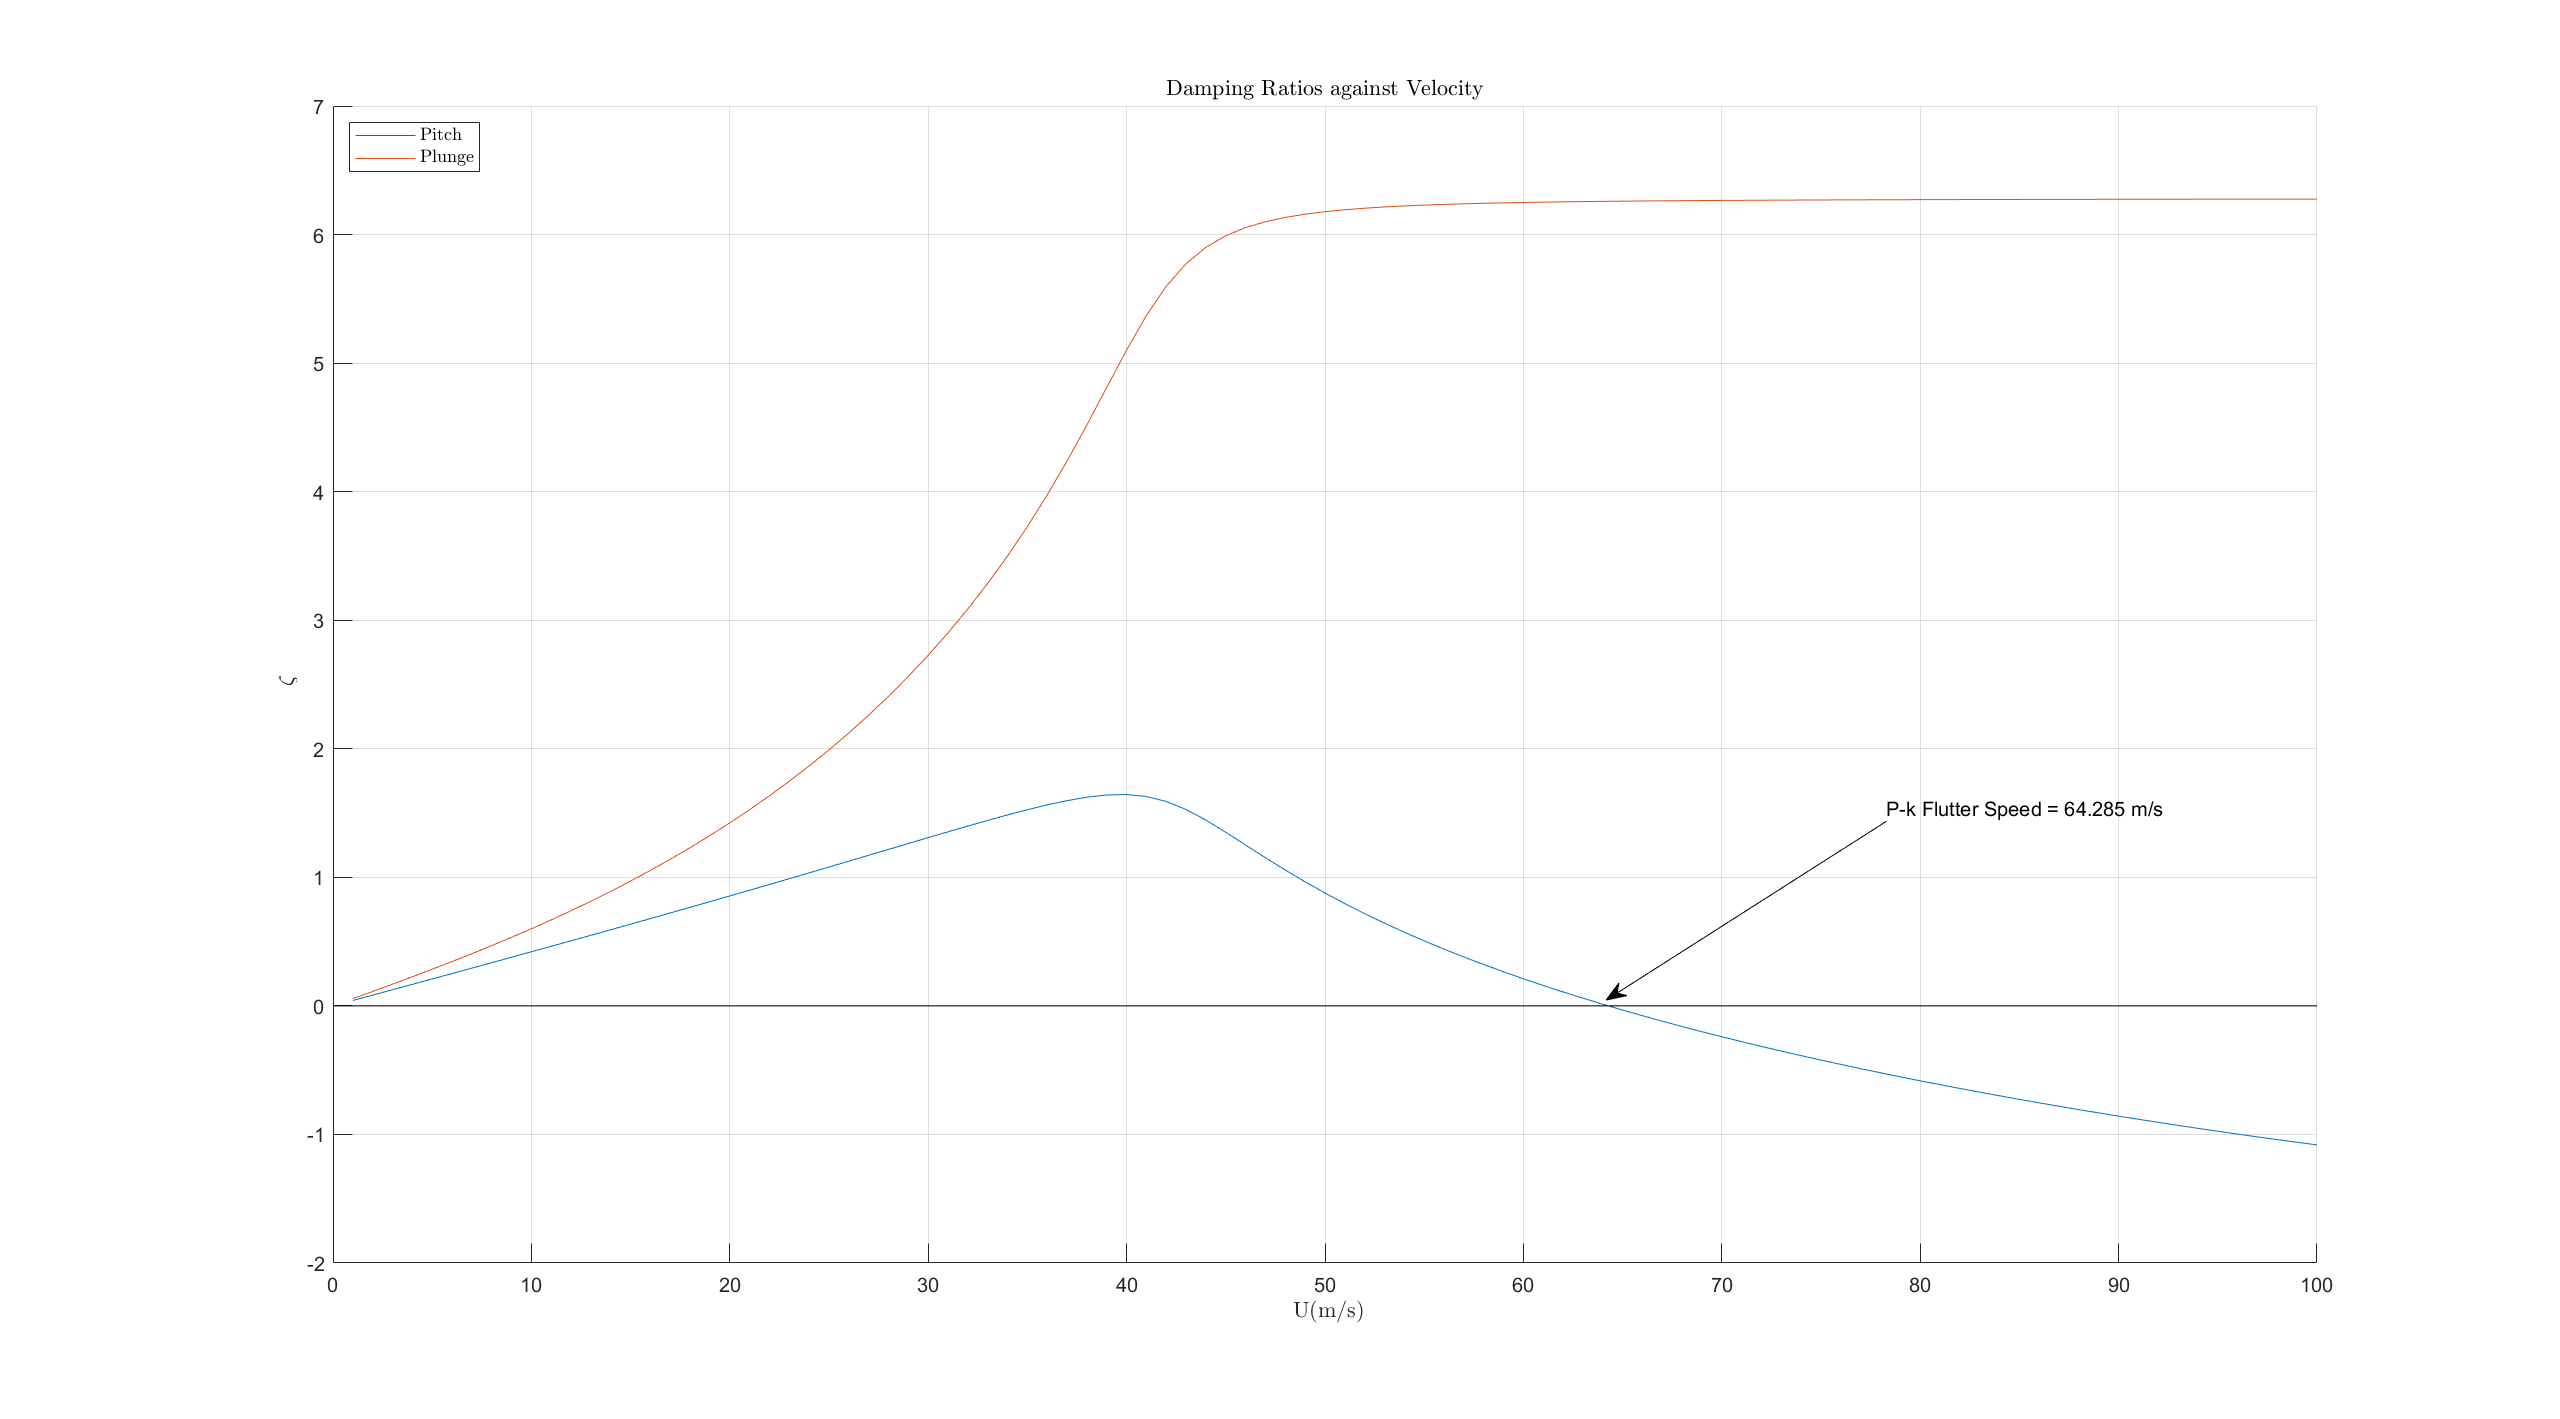 Damping Ratios against Velocity
7
Pitch
Plunge
6
5
4
3
ζ
2
P-k Flutter Speed = 64.285 m/s
1
0
-1
-2
0 10 20 30 40 50 60 70 80 90 100
U(m/s)